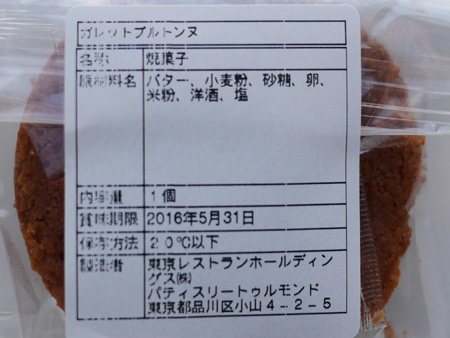 ガレットブルトンヌ
名称 焼菓子
原材料名 バター、小麦粉、砂糖、卵、
米粉、洋酒、塩
内容量 1個
賞味期限 2016年5月31日
保存方法 20℃以下
製造者 東京レストランホールディン
グス㈱
パティスリートゥルモンド
東京都品川区小山4-2-5